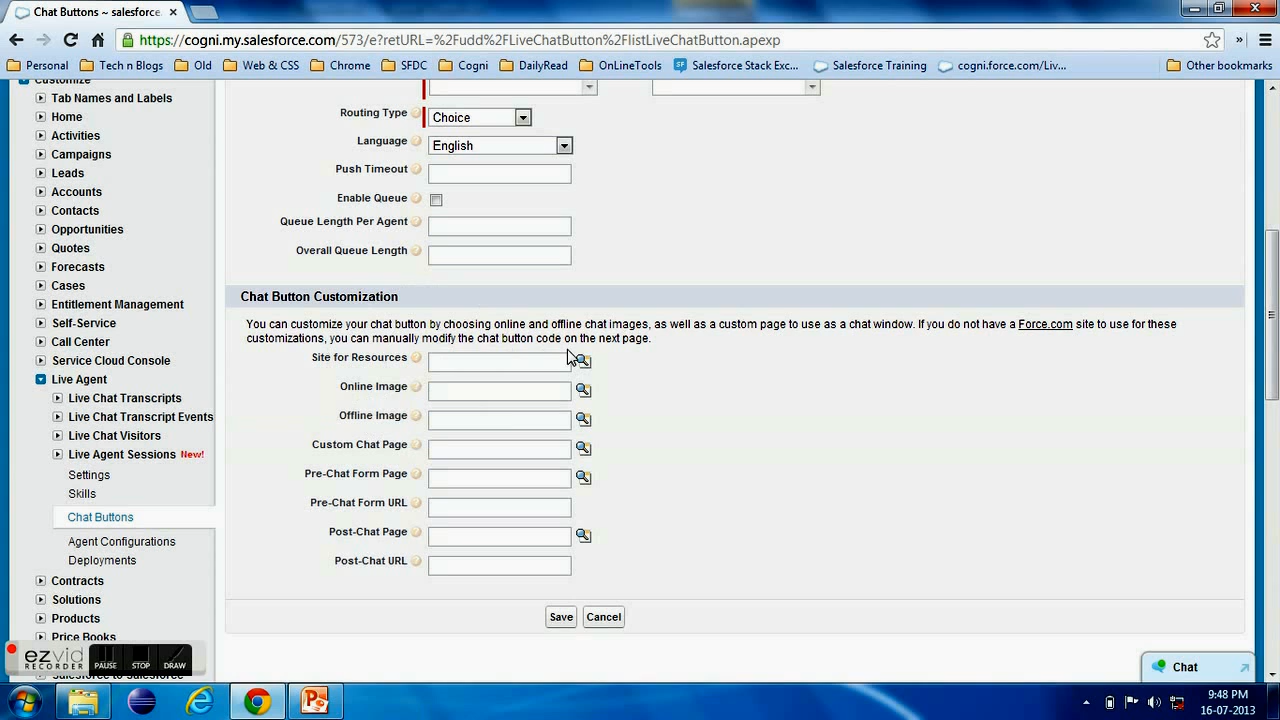 Chat Buttons ~ salesforce.
https://cogni.my.salesforce.com/573/e?retURL=%2Fudd%2FLiveChatButton%2FlistLiveChatButton.apexp
Personal Tech n Blogs Old Web & CSS Chrome SFDC Cogni DailyRead OnLineTools Salesforce Stack Exc... Salesforce Training cogni.force.com/Liv... Other bookmarks
Customize
Tab Names and Labels
Home
Activities
Campaigns
Leads
Accounts
Contacts
Opportunities
Quotes
Forecasts
Cases
Entitlement Management
Self-Service
Call Center
Service Cloud Console
Live Agent
Live Chat Transcripts
Live Chat Transcript Events
Live Chat Visitors
Live Agent Sessions New!
Settings
Skills
Chat Buttons
Agent Configurations
Deployments
Contracts
Solutions
Products
Price Books
Salesforce to Salesforce
Routing Type Choice
Language English
Push Timeout
Enable Queue
Queue Length Per Agent
Overall Queue Length
Chat Button Customization
You can customize your chat button by choosing online and offline chat images, as well as a custom page to use as a chat window. If you do not have a Force.com site to use for these
customizations, you can manually modify the chat button code on the next page.
Site for Resources
Online Image
Offline Image
Custom Chat Page
Pre-Chat Form Page
Pre-Chat Form URL
Post-Chat Page
Post-Chat URL
Save Cancel
Chat
ezvid
RECORDER
PAUSE STOP DRAW
9:48 PM
16-07-2013